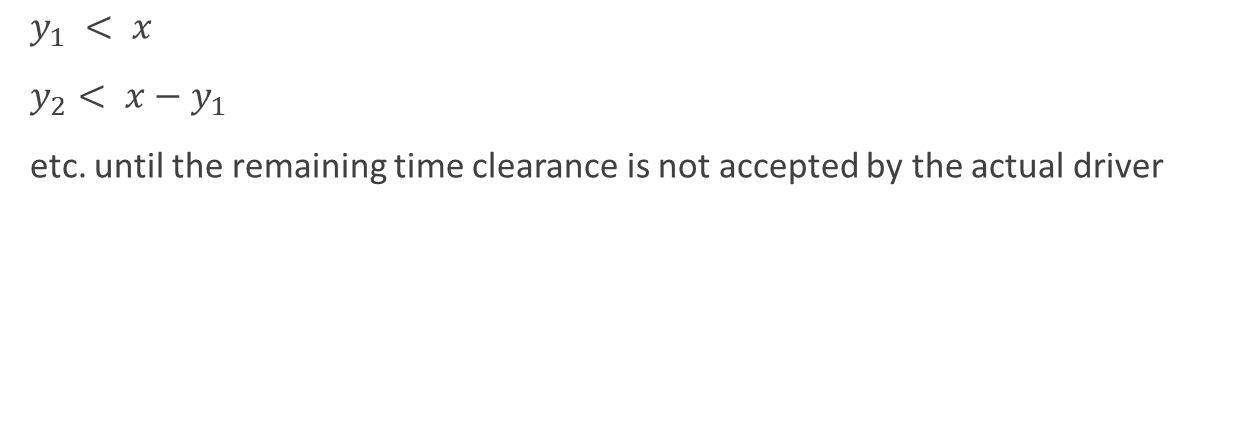 y₁ < x
y₂ < x − y₁
etc. until the remaining time clearance is not accepted by the actual driver